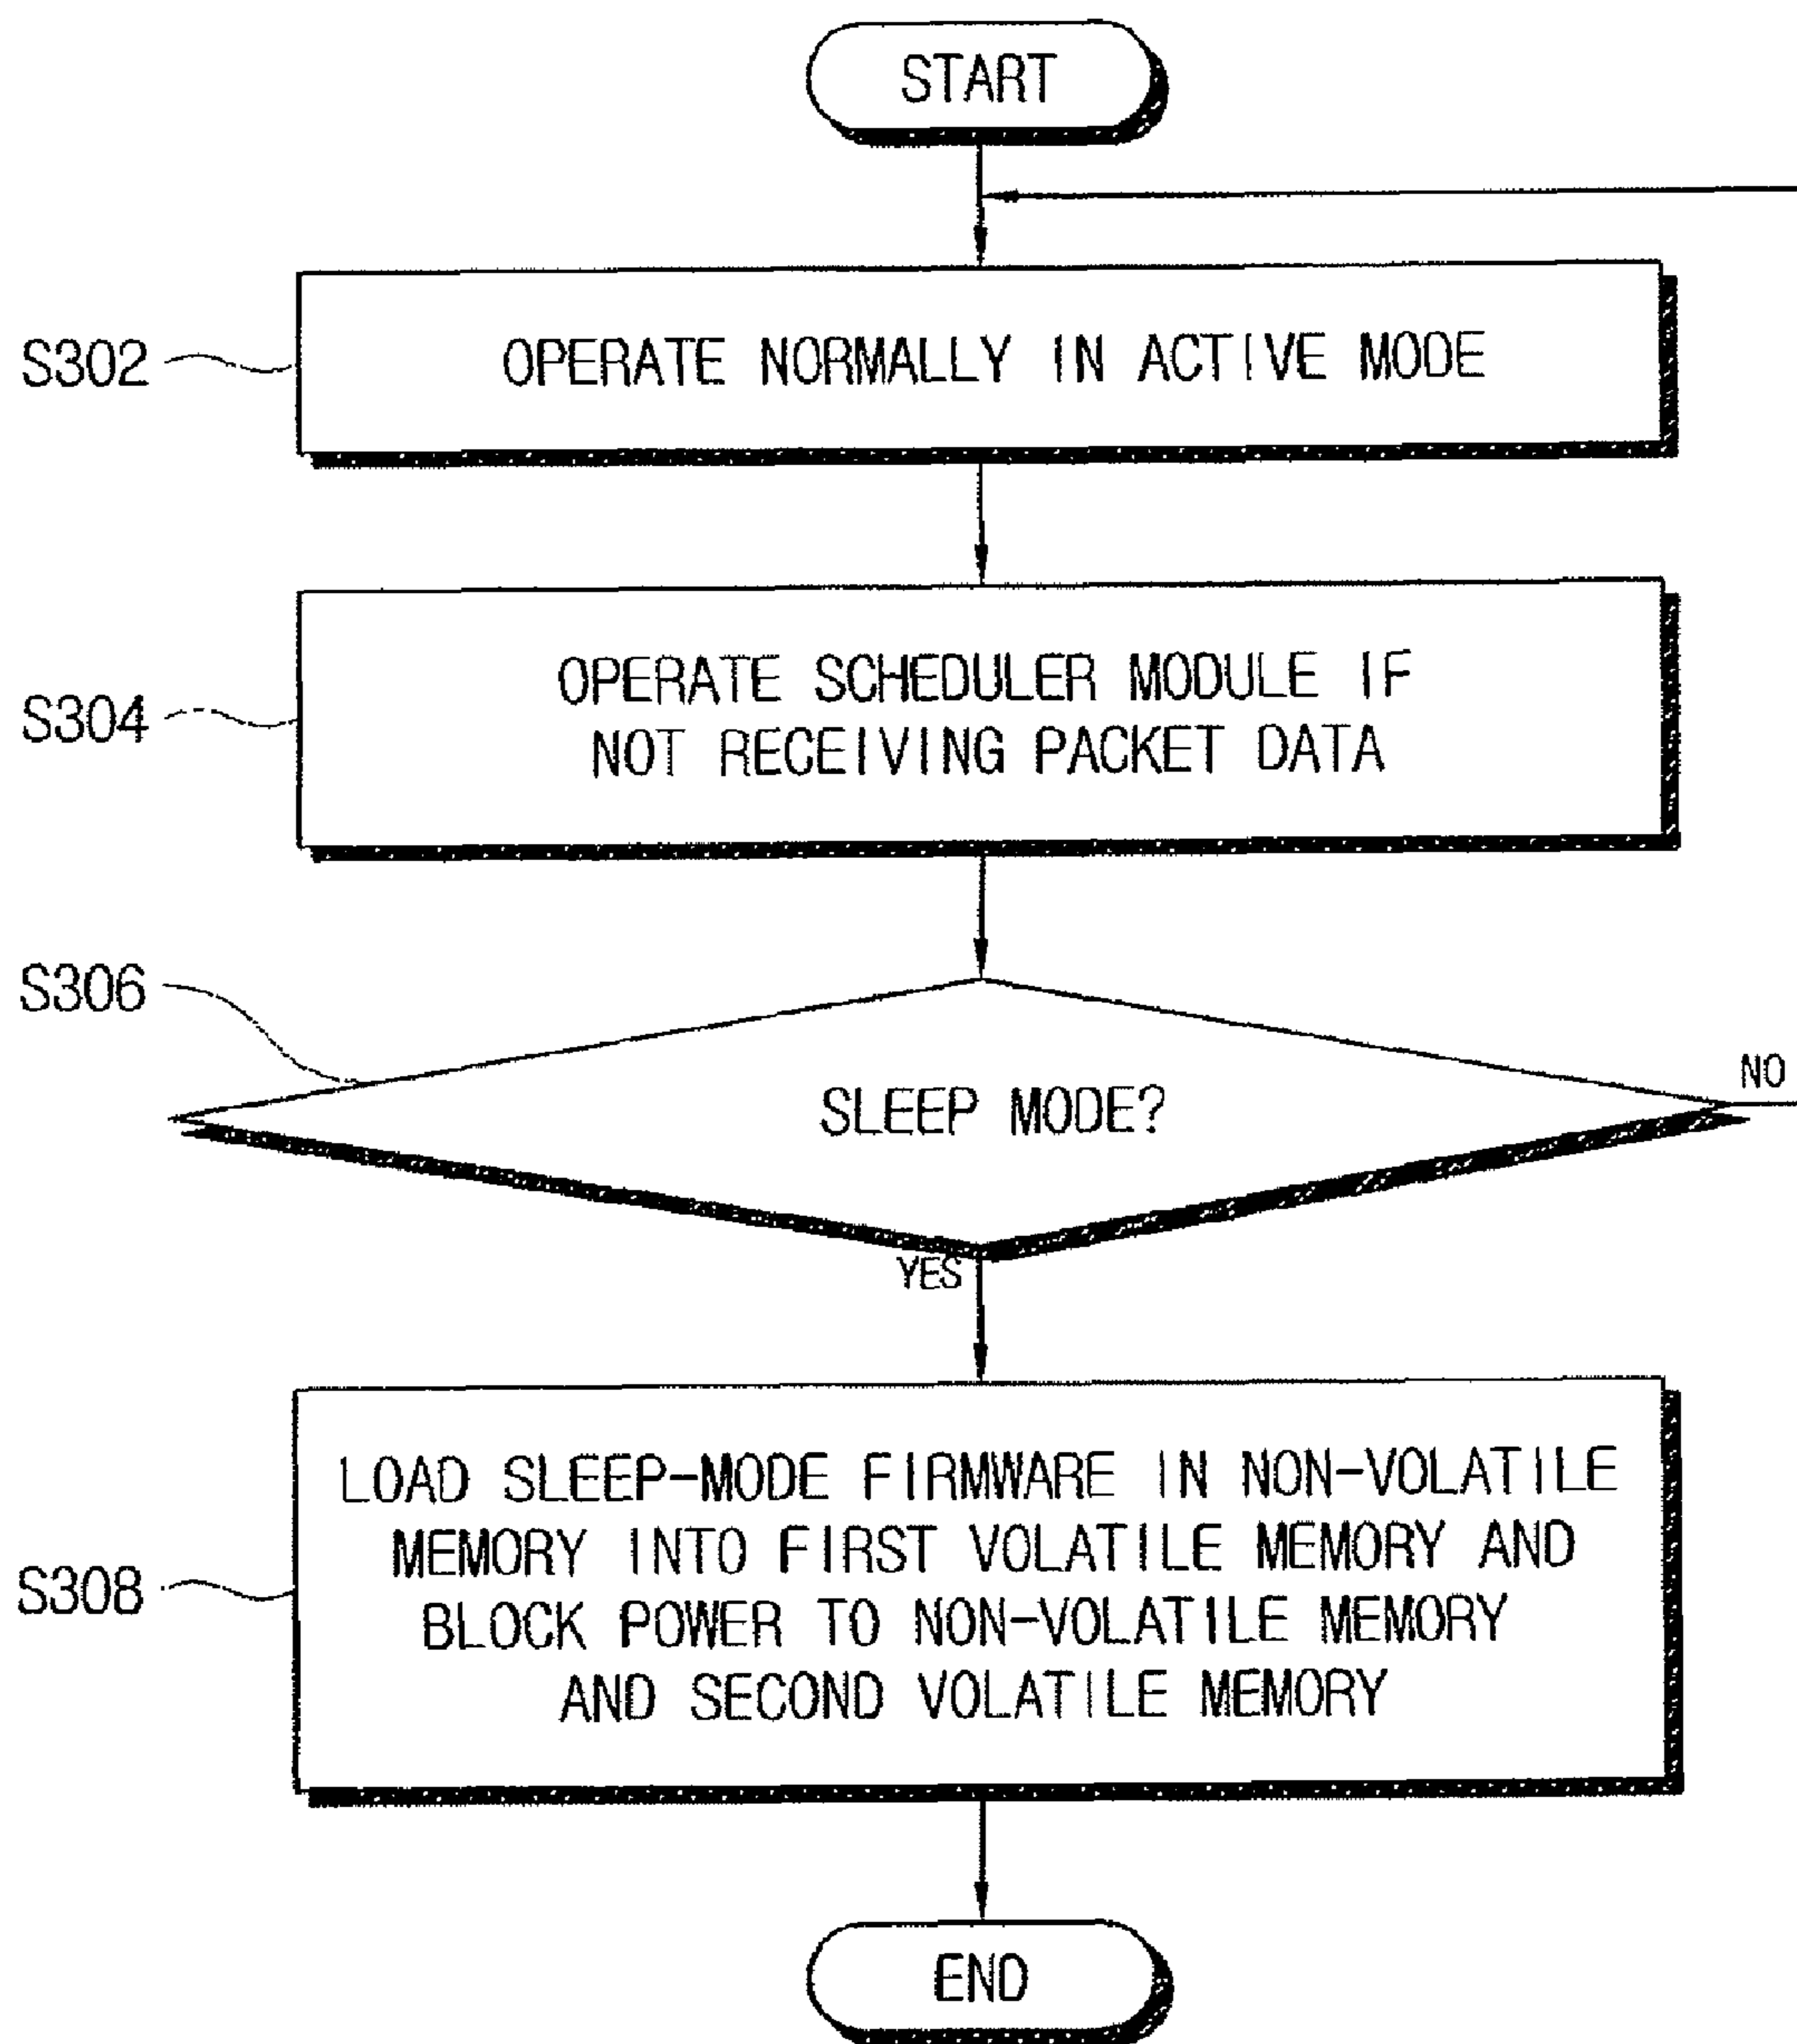 START
S302
OPERATE NORMALLY IN ACTIVE MODE
S304
OPERATE SCHEDULER MODULE IF
NOT RECEIVING PACKET DATA
S306
SLEEP MODE?
NO
YES
S308
LOAD SLEEP-MODE FIRMWARE IN NON-VOLATILE
MEMORY INTO FIRST VOLATILE MEMORY AND
BLOCK POWER TO NON-VOLATILE MEMORY
AND SECOND VOLATILE MEMORY
END